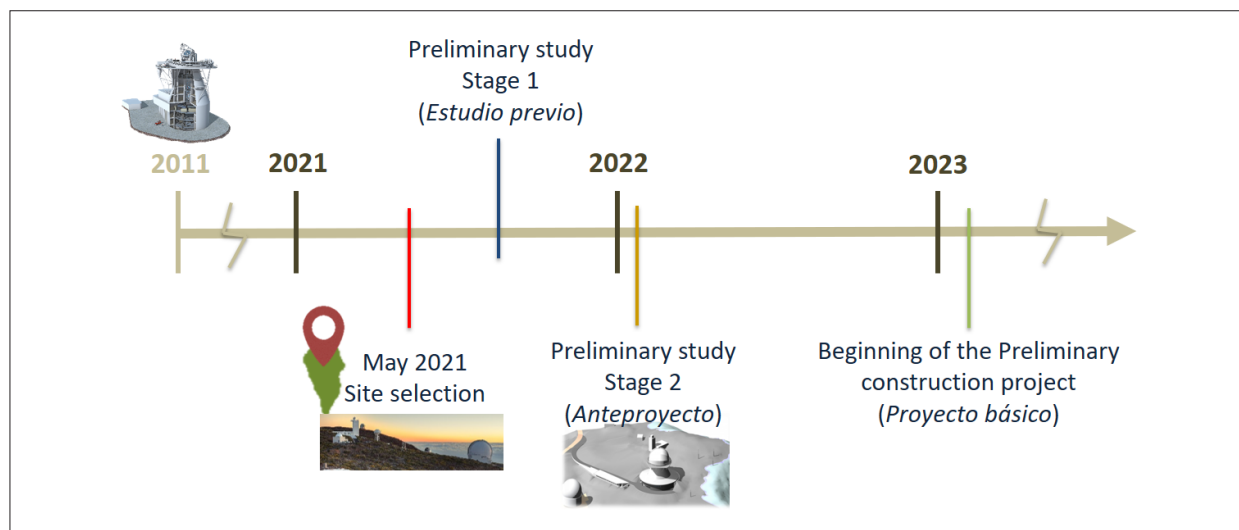 Preliminary study
Stage 1
(Estudio previo)
2011
2021
2022
2023
May 2021
Site selection
Preliminary study
Stage 2
(Anteproyecto)
Beginning of the Preliminary
construction project
(Proyecto básico)